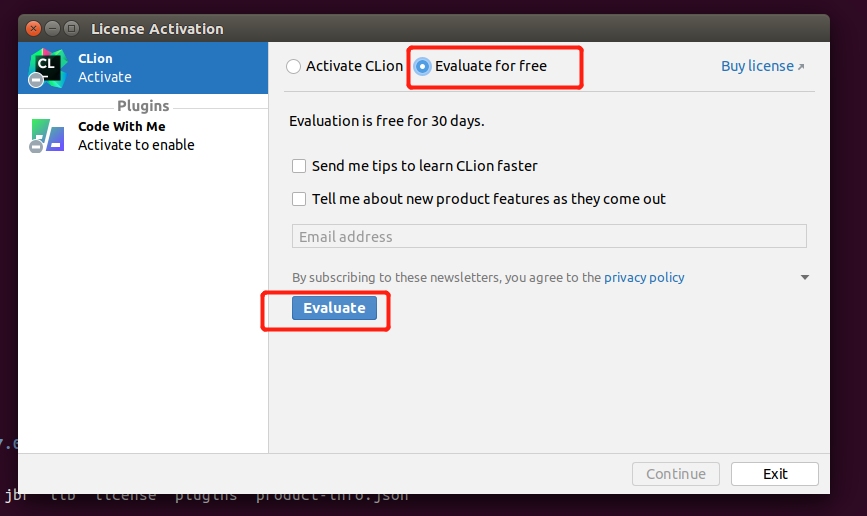 License Activation
CL
CLion
Activate
Plugins
Code With Me
Activate to enable
Activate CLion
Evaluate for free
Buy license
Evaluation is free for 30 days.
Send me tips to learn CLion faster
Tell me about new product features as they come out
Email address
By subscribing to these newsletters, you agree to the privacy policy
Evaluate
Continue
Exit
jbr lib license plugins product-info.json